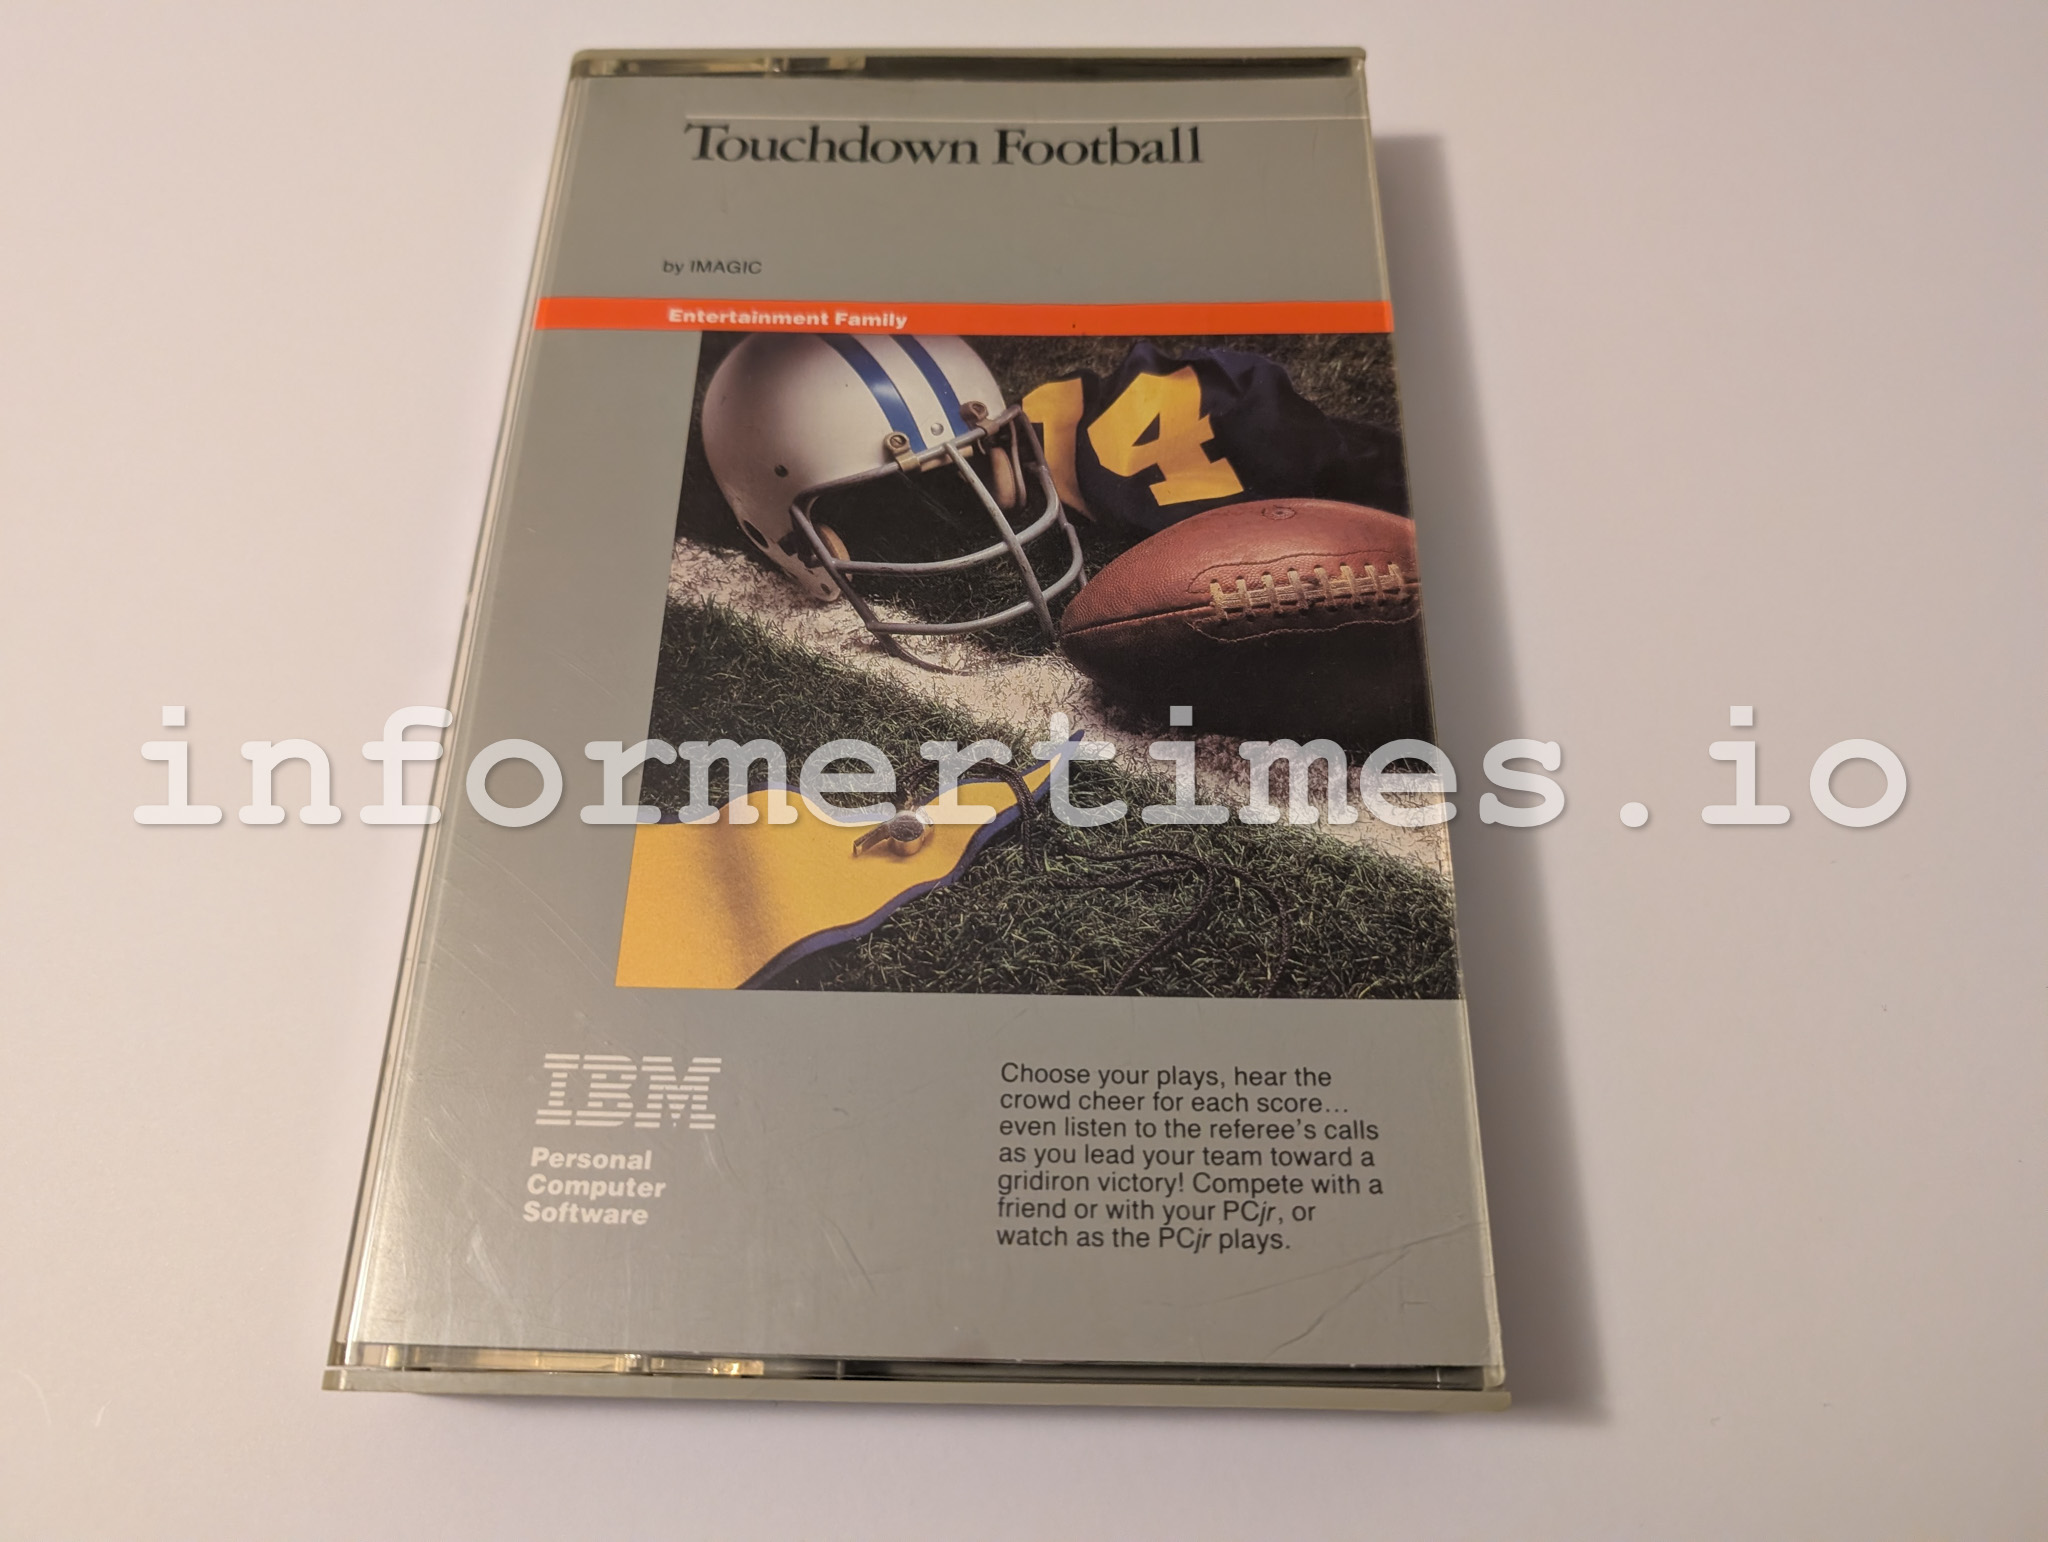 Touchdown Football
by IMAGIC
Entertainment Family
14
informertimes.io
IBM
Personal
Computer
Software
Choose your plays, hear the
crowd cheer for each score...
even listen to the referee's calls
as you lead your team toward a
gridiron victory! Compete with a
friend or with your PCjr, or
watch as the PCjr plays.